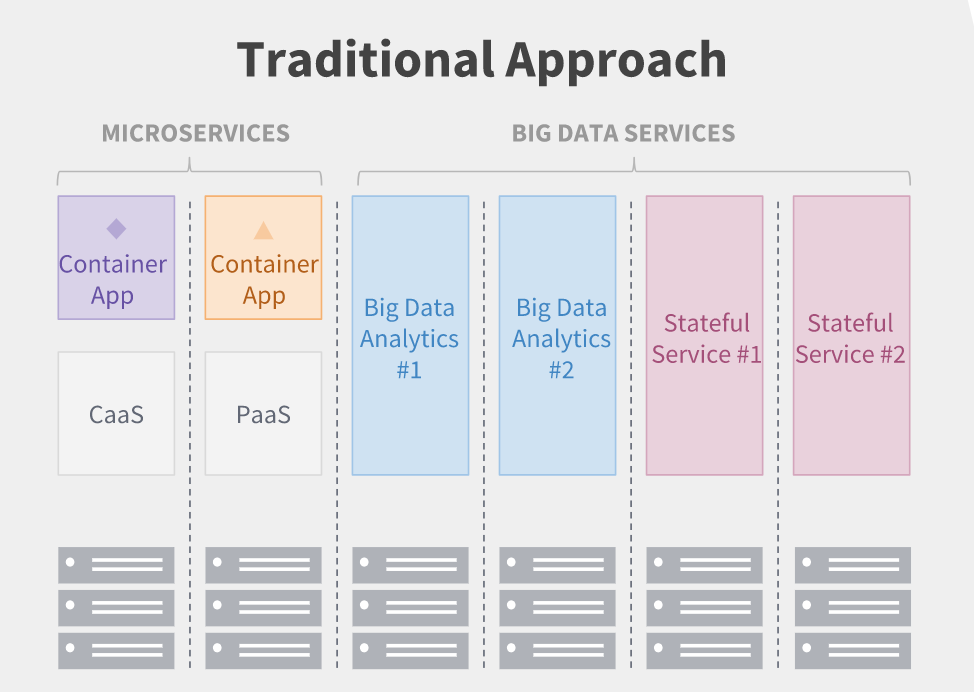 Traditional Approach
MICROSERVICES
BIG DATA SERVICES
Container
App
Container
App
CaaS
PaaS
Big Data
Analytics
#1
Big Data
Analytics
#2
Stateful
Service #1
Stateful
Service #2